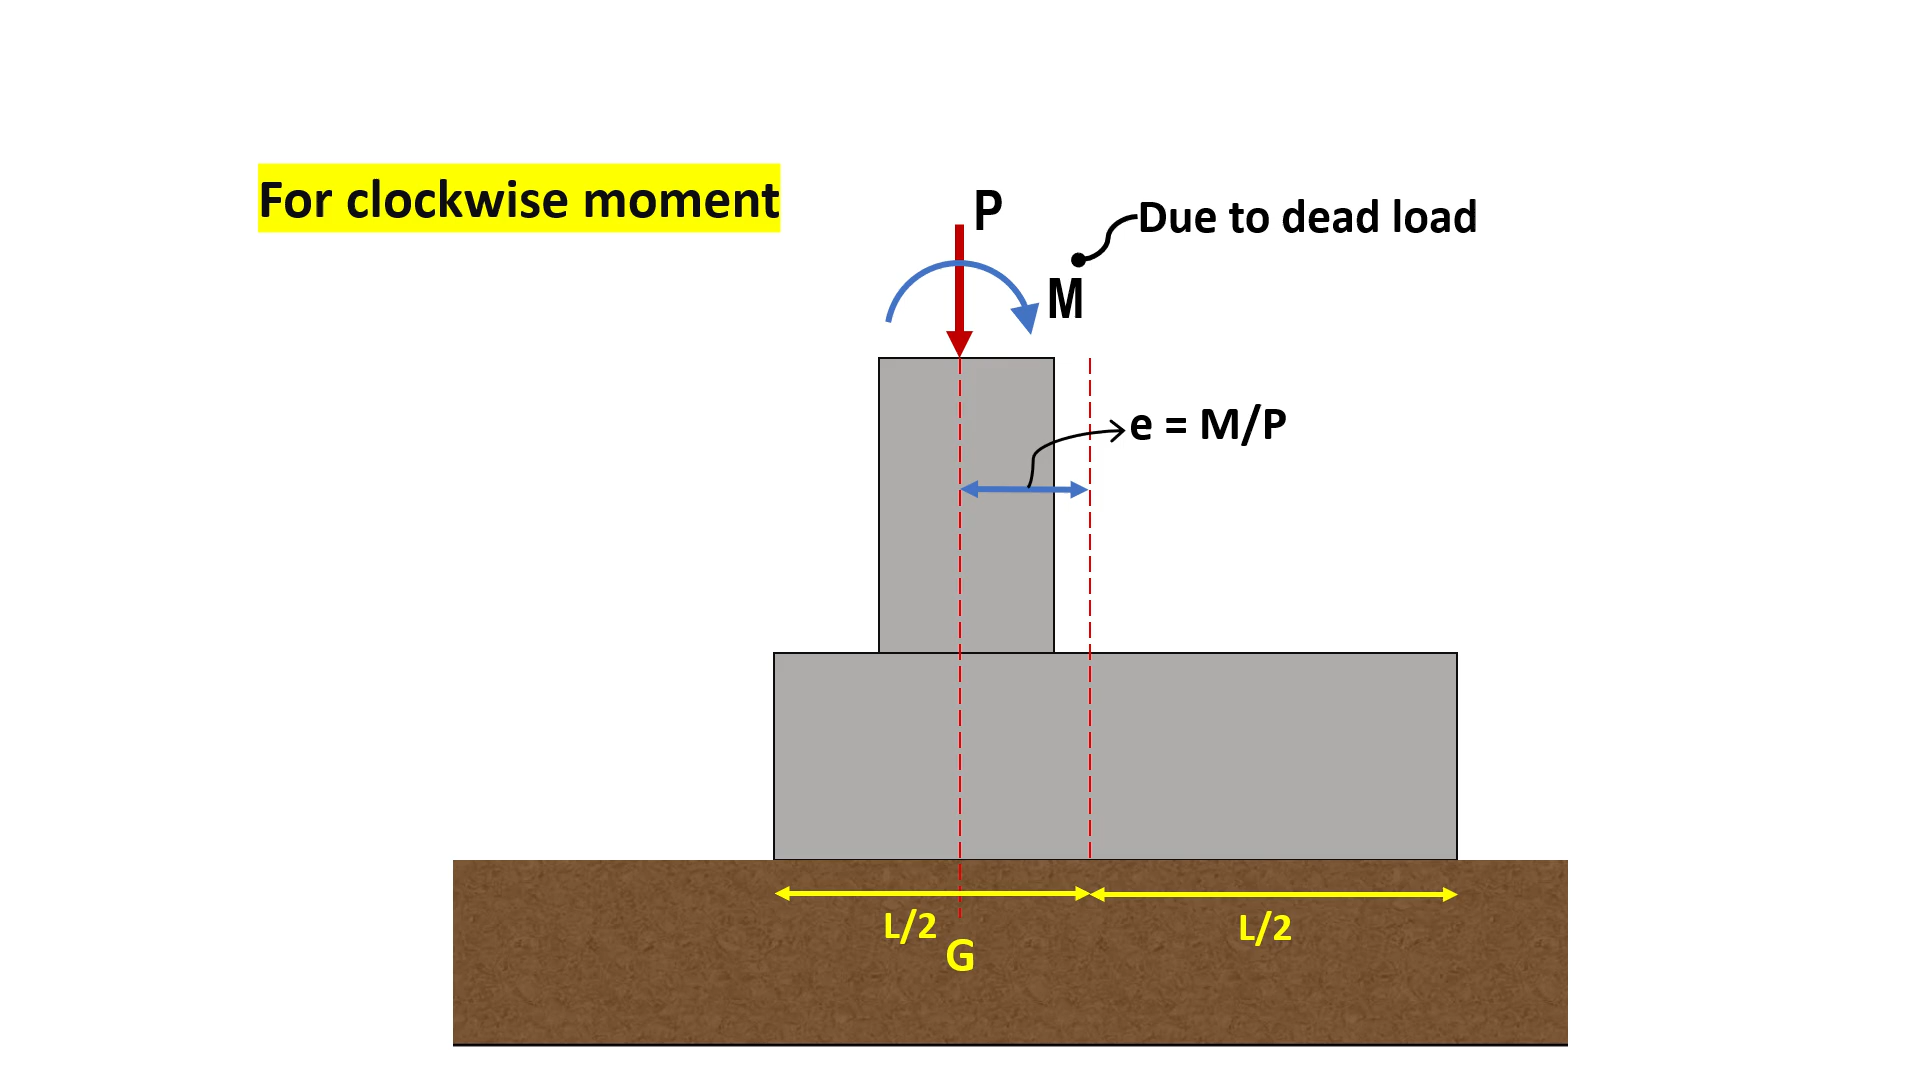 For clockwise moment
P
Due to dead load
M
e = M/P
L/2
L/2
G